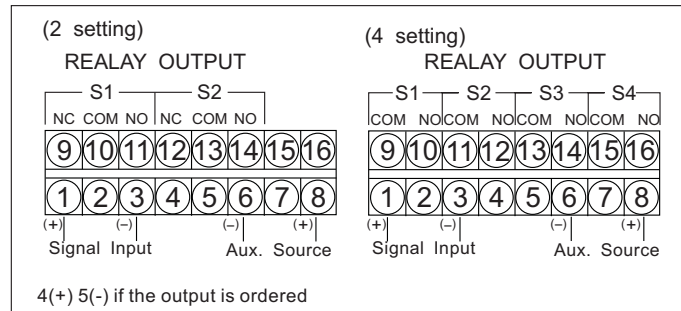 (2 setting)
REALAY OUTPUT
S1 S2
NC COM NO NC COM NO
9 10 11 12 13 14 15 16
1 2 3 4 5 6 7 8
(+) (–) (–) (+)
Signal Input Aux. Source
4(+) 5(-) if the output is ordered
(4 setting)
REALAY OUTPUT
S1 S2 S3 S4
COM NO COM NO COM NO COM NO
9 10 11 12 13 14 15 16
1 2 3 4 5 6 7 8
(+) (–) (–) (+)
Signal Input Aux. Source